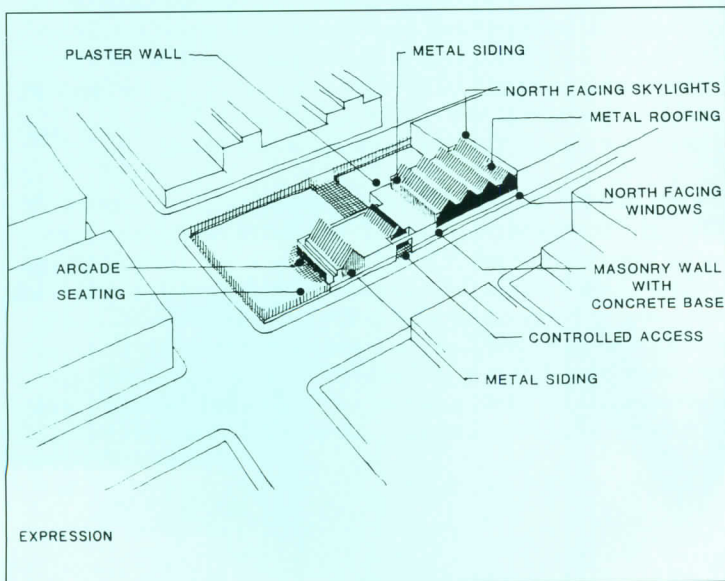 PLASTER WALL
METAL SIDING
NORTH FACING SKYLIGHTS
METAL ROOFING
NORTH FACING
WINDOWS
ARCADE
SEATING
MASONRY WALL
WITH
CONCRETE BASE
CONTROLLED ACCESS
METAL SIDING
EXPRESSION